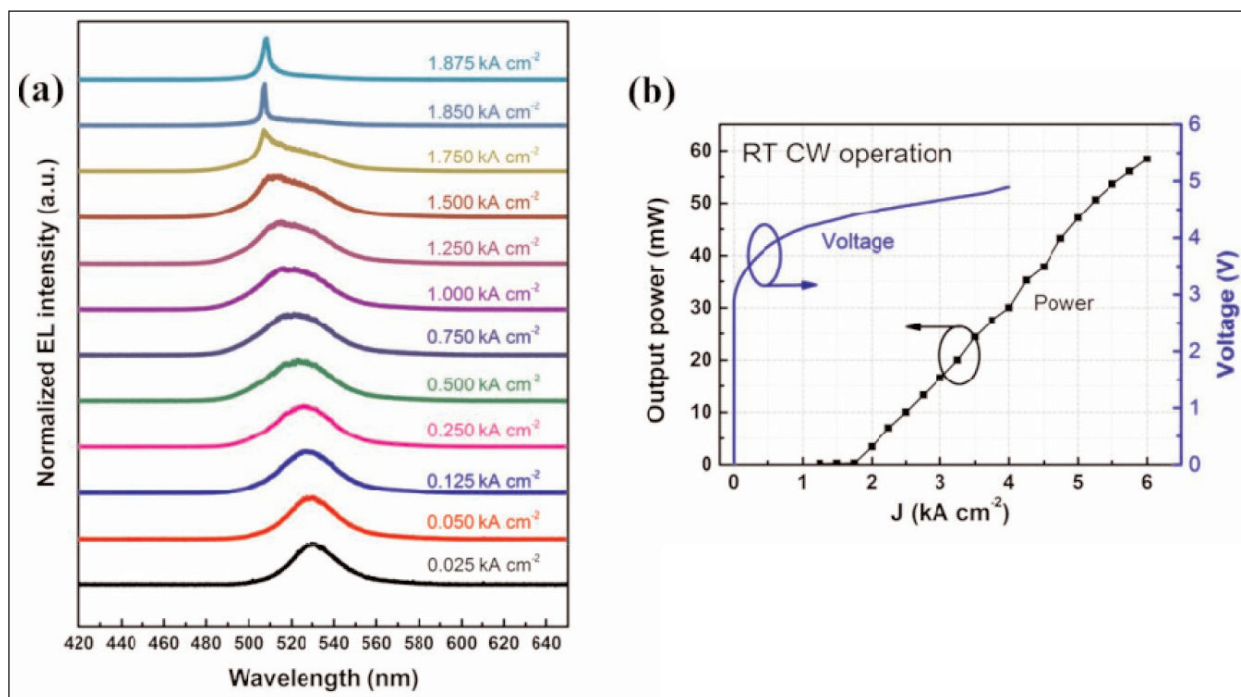 (a)
1.875 kA cm-2
1.850 kA cm-2
1.750 kA cm-2
1.500 kA cm-2
1.250 kA cm-2
1.000 kA cm-2
0.750 kA cm-2
0.500 kA cm-2
0.250 kA cm-2
0.125 kA cm-2
0.050 kA cm-2
0.025 kA cm-2
Normalized EL intensity (a.u.)
420 440 460 480 500 520 540 560 580 600 620 640
Wavelength (nm)
(b)
RT CW operation
Voltage
Power
Output power (mW)
60
50
40
30
20
10
0
Voltage (V)
6
5
4
3
2
1
0
0 1 2 3 4 5 6
J (kA cm-2)